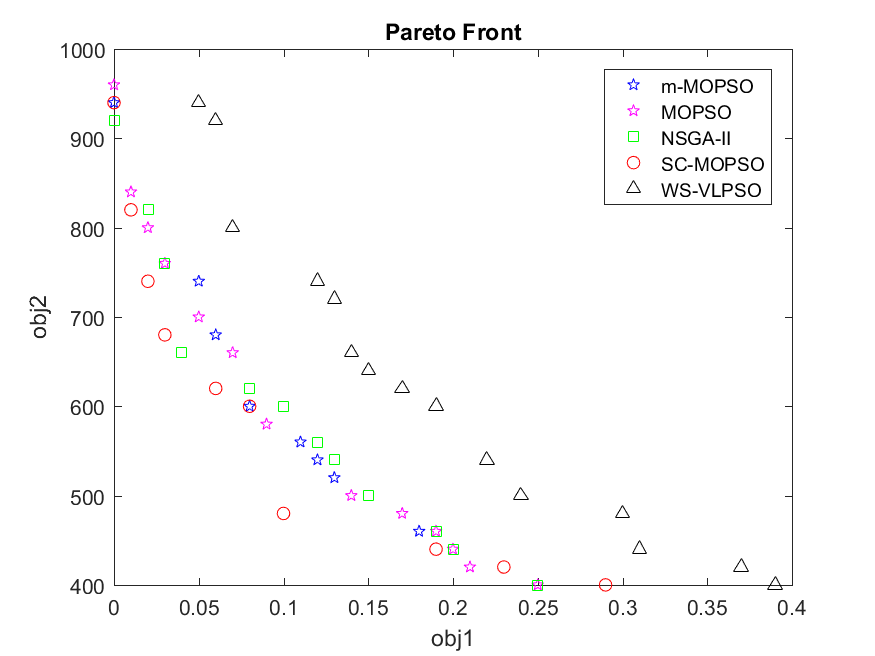 Pareto Front
m-MOPSO
MOPSO
NSGA-II
SC-MOPSO
WS-VLPSO
1000
900
800
700
600
500
400
obj2
0 0.05 0.1 0.15 0.2 0.25 0.3 0.35 0.4
obj1